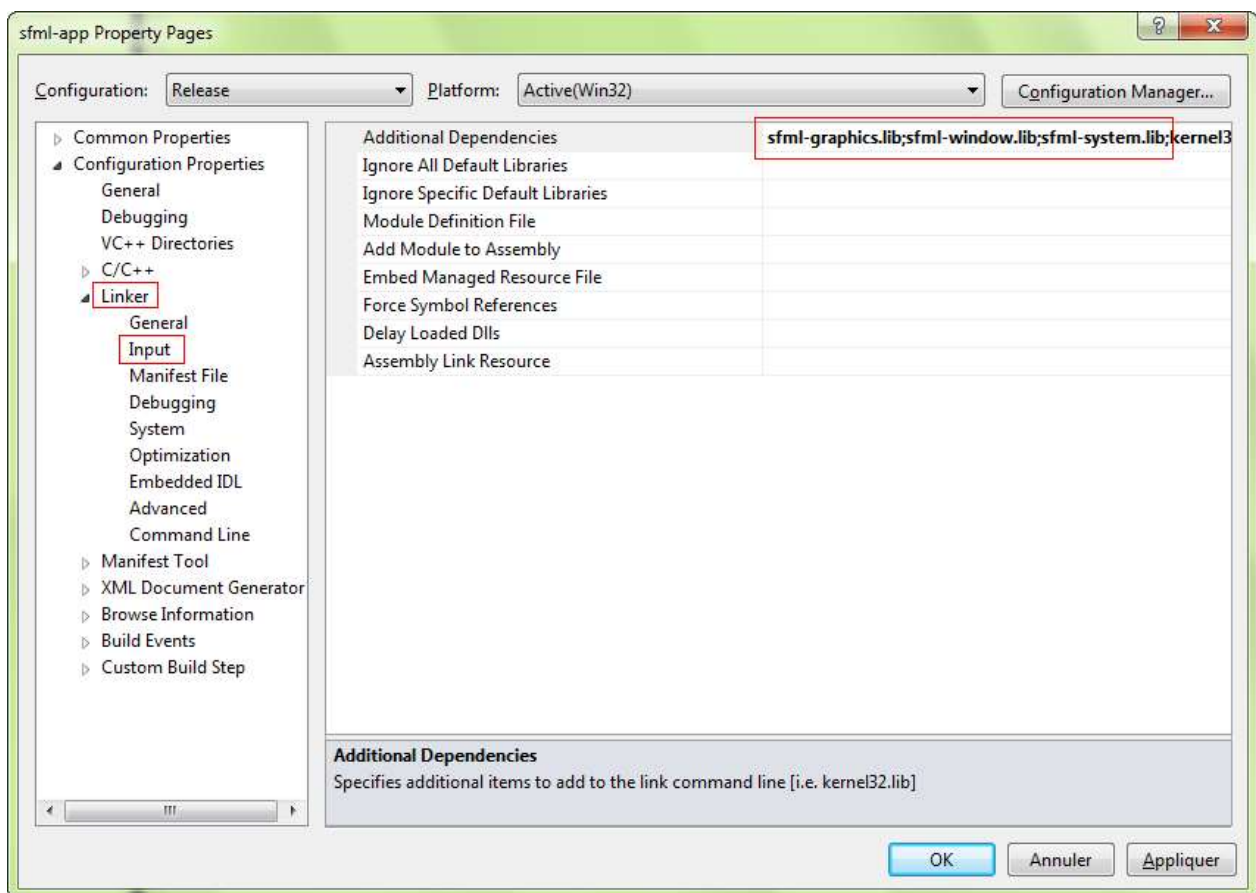 sfml-app Property Pages
Configuration: Release Platform: Active(Win32) Configuration Manager...
Common Properties
Configuration Properties
General
Debugging
VC++ Directories
C/C++
Linker
General
Input
Manifest File
Debugging
System
Optimization
Embedded IDL
Advanced
Command Line
Manifest Tool
XML Document Generator
Browse Information
Build Events
Custom Build Step
Additional Dependencies sfml-graphics.lib;sfml-window.lib;sfml-system.lib;kernel3
Ignore All Default Libraries
Ignore Specific Default Libraries
Module Definition File
Add Module to Assembly
Embed Managed Resource File
Force Symbol References
Delay Loaded Dlls
Assembly Link Resource
Additional Dependencies
Specifies additional items to add to the link command line [i.e. kernel32.lib]
OK Annuler Appliquer